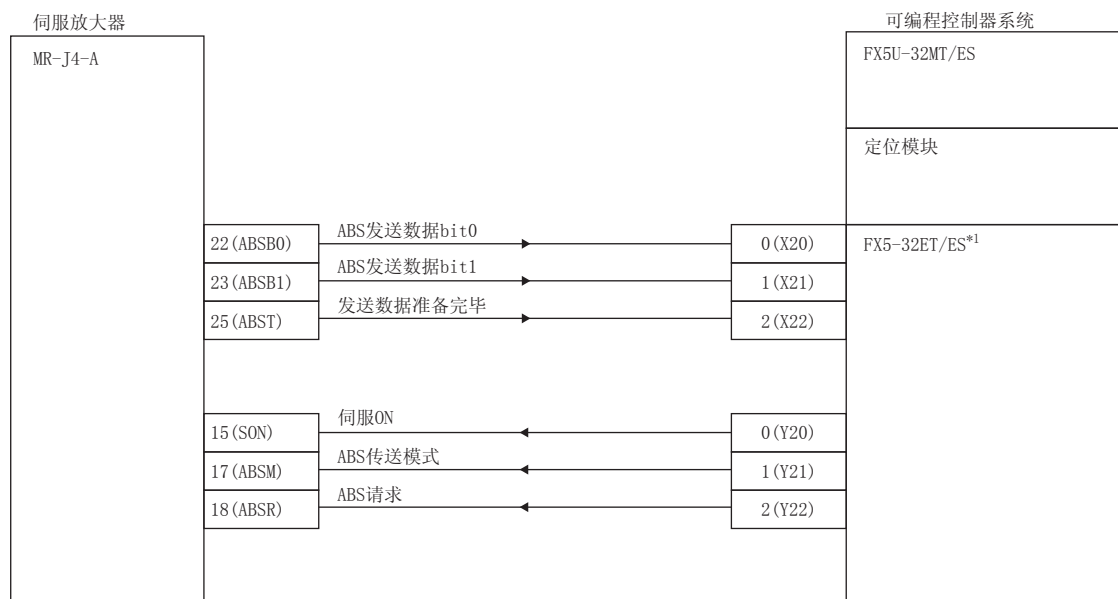 伺服放大器
可编程控制器系统
MR-J4-A
FX5U-32MT/ES
定位模块
22(ABSB0)
ABS发送数据bit0
0(X20)
FX5-32ET/ES*1
23(ABSB1)
ABS发送数据bit1
1(X21)
25(ABST)
发送数据准备完毕
2(X22)
15(SON)
伺服ON
0(Y20)
17(ABSM)
ABS传送模式
1(Y21)
18(ABSR)
ABS请求
2(Y22)